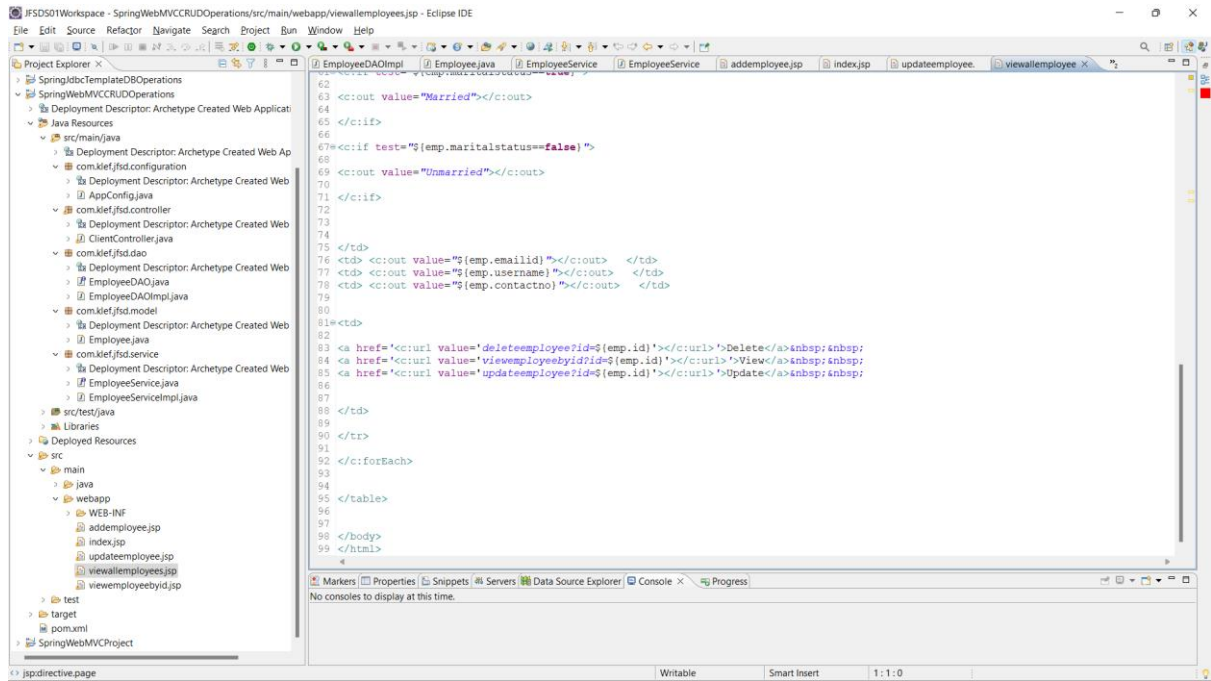 JFSDS01Workspace - SpringWebMVCCRUDOperations/src/main/webapp/viewallemployees.jsp - Eclipse IDE
File Edit Source Refactor Navigate Search Project Run Window Help
Project Explorer
SpringJdbcTemplateDBOperations
SpringWebMVCCRUDOperations
Deployment Descriptor: Archetype Created Web Applicati
Java Resources
src/main/java
Deployment Descriptor: Archetype Created Web Ap
com.klef.jfsd.configuration
Deployment Descriptor: Archetype Created Web
AppConfig.java
com.klef.jfsd.controller
Deployment Descriptor: Archetype Created Web
ClientController.java
com.klef.jfsd.dao
Deployment Descriptor: Archetype Created Web
EmployeeDAO.java
EmployeeDAOImpl.java
com.klef.jfsd.model
Deployment Descriptor: Archetype Created Web
Employee.java
com.klef.jfsd.service
Deployment Descriptor: Archetype Created Web
EmployeeService.java
EmployeeServiceImpl.java
src/test/java
Libraries
Deployed Resources
src
main
java
webapp
WEB-INF
addemployee.jsp
index.jsp
updateemployee.jsp
viewallemployees.jsp
viewemployeebyid.jsp
test
target
pom.xml
SpringWebMVCProject
EmployeeDAOImpl Employee.java EmployeeService EmployeeService addemployee.jsp index.jsp updateemployee. viewallemployee »2
61 <c:if test="${emp.maritalstatus==true}">
62
63 <c:out value="Married"></c:out>
64
65 </c:if>
66
67 <c:if test="${emp.maritalstatus==false}">
68
69 <c:out value="Unmarried"></c:out>
70
71 </c:if>
72
73
74
75 </td>
76 <td> <c:out value="${emp.emailid}"></c:out> </td>
77 <td> <c:out value="${emp.username}"></c:out> </td>
78 <td> <c:out value="${emp.contactno}"></c:out> </td>
79
80
81 <td>
82
83 <a href='<c:url value='deleteemployee?id=${emp.id}'></c:url>'>Delete</a>&nbsp;&nbsp;
84 <a href='<c:url value='viewemployeebyid?id=${emp.id}'></c:url>'>View</a>&nbsp;&nbsp;
85 <a href='<c:url value='updateemployee?id=${emp.id}'></c:url>'>Update</a>&nbsp;&nbsp;
86
87
88 </td>
89
90 </tr>
91
92 </c:forEach>
93
94
95 </table>
96
97
98 </body>
99 </html>
Markers Properties Snippets Servers Data Source Explorer Console Progress
No consoles to display at this time.
jsp:directive.page Writable Smart Insert 1 : 1 : 0